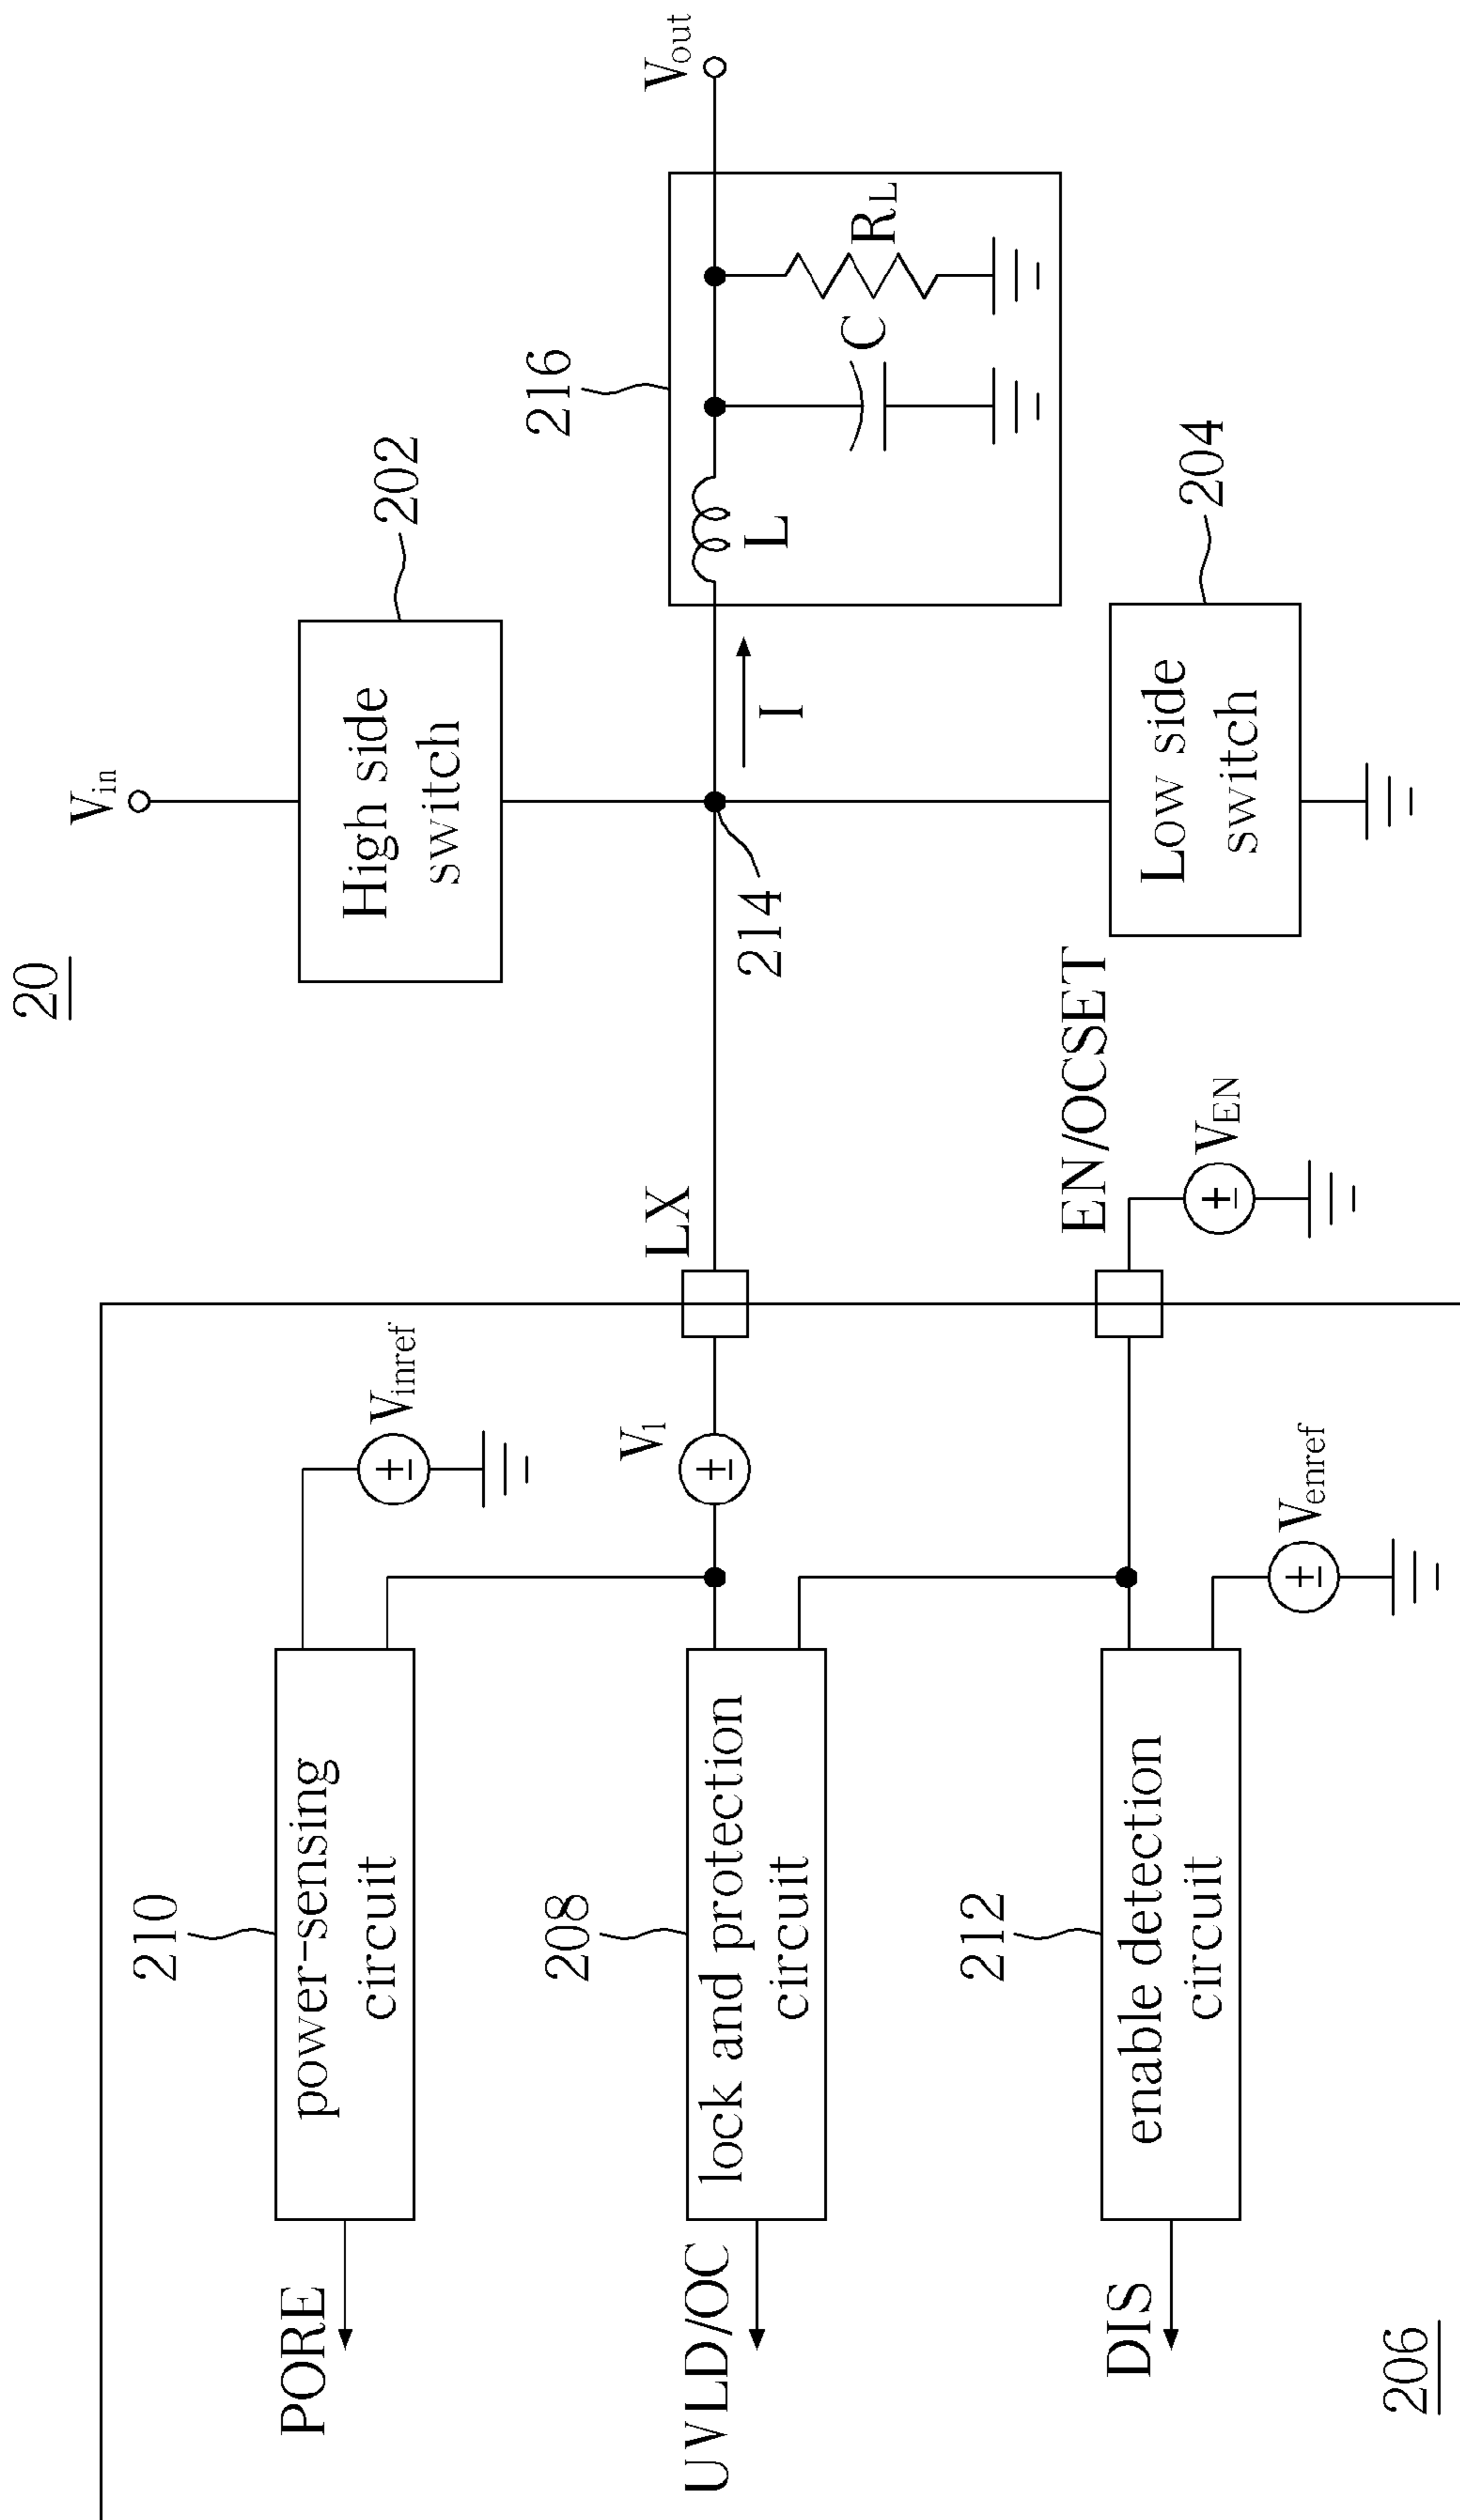 20
Vin
High side
switch
202
216
Vout
L
C
RL
I
214
LX
EN/OCSET
VEN
Low side
switch
204
PORE
210
power-sensing
circuit
Vinref
V1
UVLD/OC
208
lock and protection
circuit
DIS
212
enable detection
circuit
Venref
206